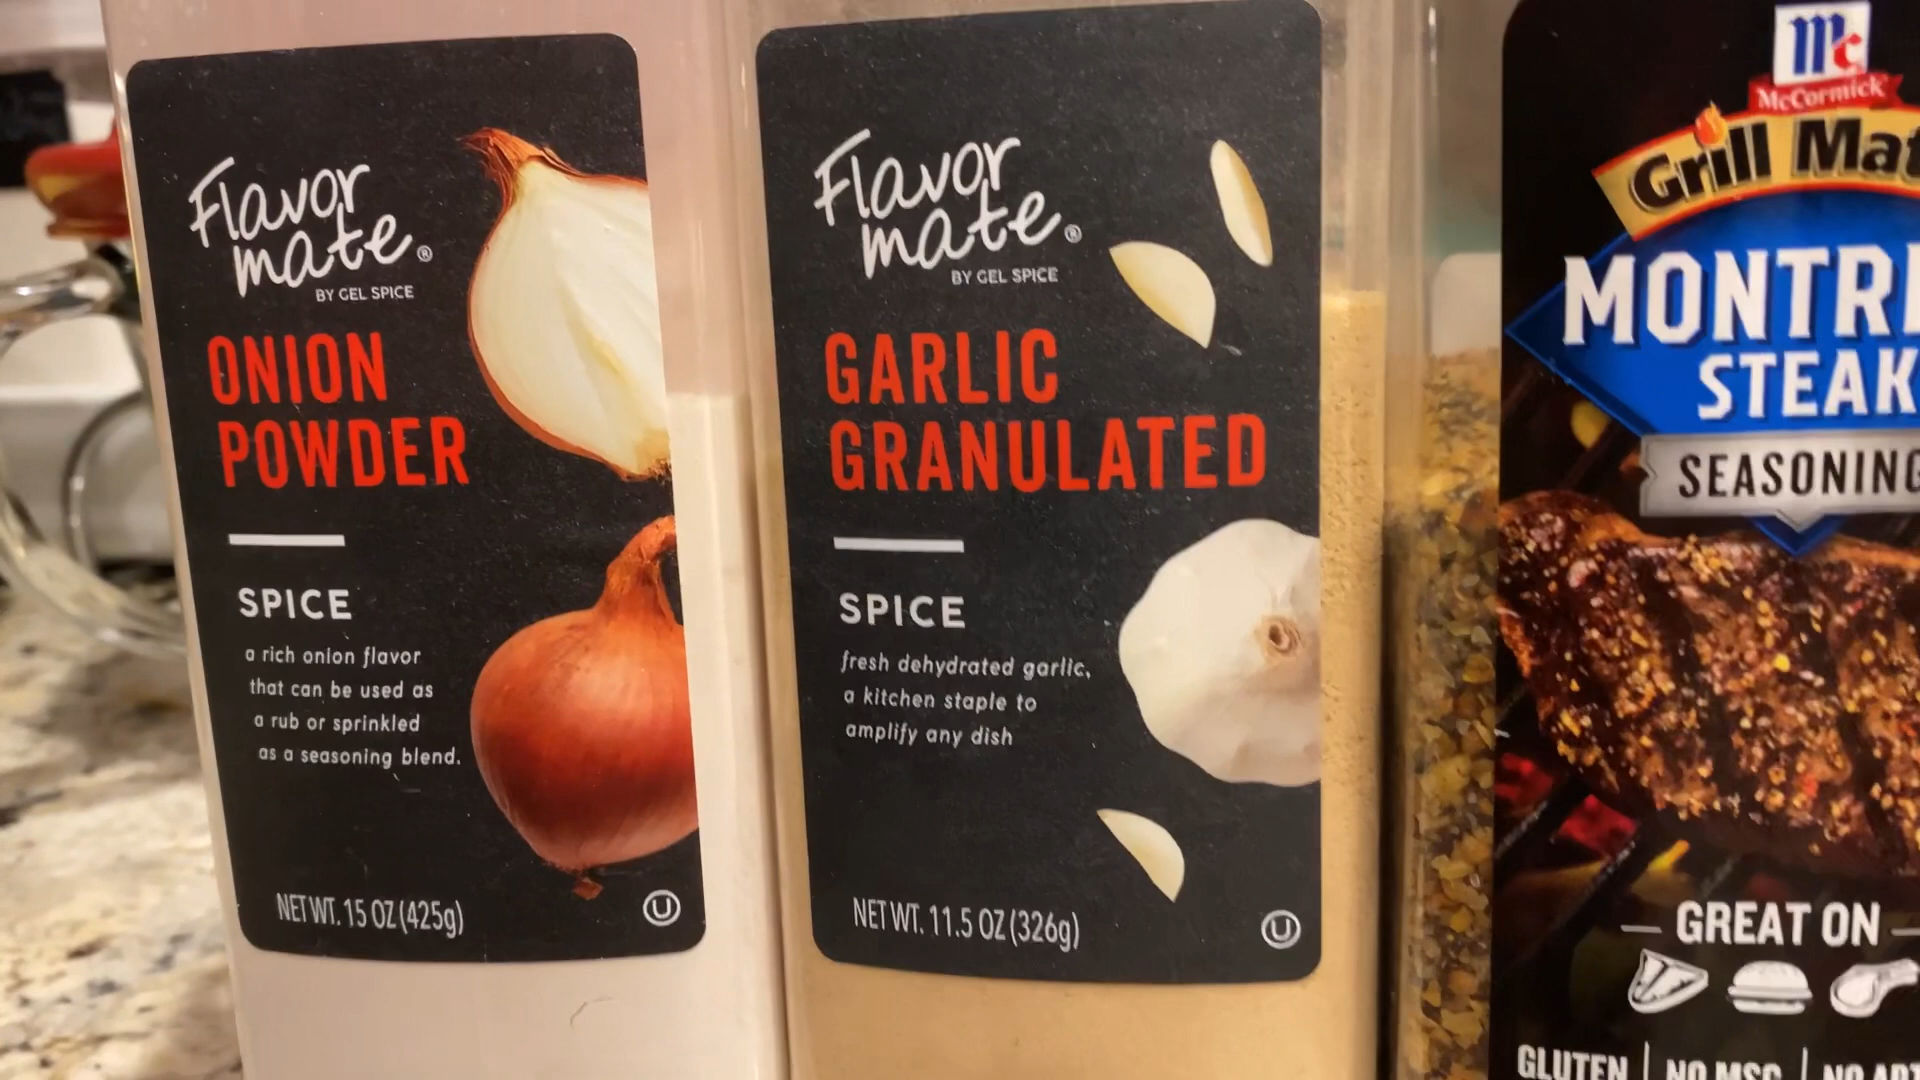 Flavor
mate®
BY GEL SPICE
ONION
POWDER
SPICE
a rich onion flavor
that can be used as
a rub or sprinkled
as a seasoning blend.
NET WT. 15 OZ (425g)
U
Flavor
mate®
BY GEL SPICE
GARLIC
GRANULATED
SPICE
fresh dehydrated garlic,
a kitchen staple to
amplify any dish
NET WT. 11.5 OZ (326g)
U
Mc
McCormick
Grill Mat
MONTR
STEAK
SEASONING
GREAT ON
GLUTEN | NO MSG | NO ART